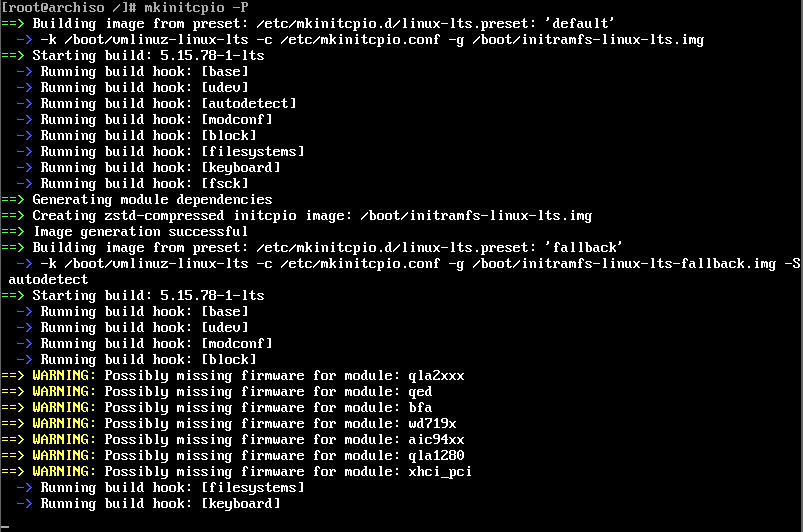 [root@archiso /]# mkinitcpio -P
==> Building image from preset: /etc/mkinitcpio.d/linux-lts.preset: 'default'
  -> -k /boot/vmlinuz-linux-lts -c /etc/mkinitcpio.conf -g /boot/initramfs-linux-lts.img
==> Starting build: 5.15.78-1-lts
  -> Running build hook: [base]
  -> Running build hook: [udev]
  -> Running build hook: [autodetect]
  -> Running build hook: [modconf]
  -> Running build hook: [block]
  -> Running build hook: [filesystems]
  -> Running build hook: [keyboard]
  -> Running build hook: [fsck]
==> Generating module dependencies
==> Creating zstd-compressed initcpio image: /boot/initramfs-linux-lts.img
==> Image generation successful
==> Building image from preset: /etc/mkinitcpio.d/linux-lts.preset: 'fallback'
  -> -k /boot/vmlinuz-linux-lts -c /etc/mkinitcpio.conf -g /boot/initramfs-linux-lts-fallback.img -S
 autodetect
==> Starting build: 5.15.78-1-lts
  -> Running build hook: [base]
  -> Running build hook: [udev]
  -> Running build hook: [modconf]
  -> Running build hook: [block]
==> WARNING: Possibly missing firmware for module: qla2xxx
==> WARNING: Possibly missing firmware for module: qed
==> WARNING: Possibly missing firmware for module: bfa
==> WARNING: Possibly missing firmware for module: wd719x
==> WARNING: Possibly missing firmware for module: aic94xx
==> WARNING: Possibly missing firmware for module: qla1280
==> WARNING: Possibly missing firmware for module: xhci_pci
  -> Running build hook: [filesystems]
  -> Running build hook: [keyboard]